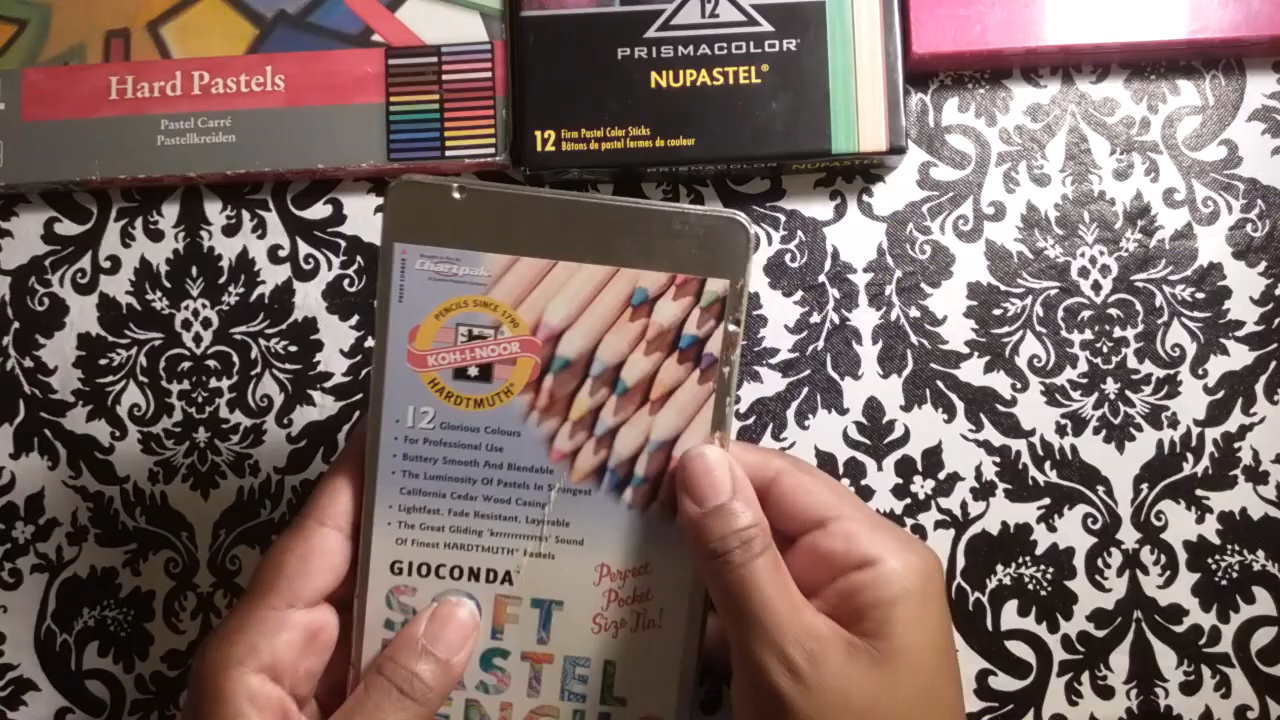 Hard Pastels
Pastel Carré
Pastellkreiden
12
PRISMACOLOR®
NUPASTEL®
12 Firm Pastel Color Sticks
Bâtons de pastel fermes de couleur
PRISMACOLOR NUPASTEL
Chartpak
PENCILS SINCE 1790
KOH-I-NOOR
HARDTMUTH®
• 12 Glorious Colours
• For Professional Use
• Buttery Smooth And Blendable
• The Luminosity Of Pastels In Strongest
California Cedar Wood Casing
• Lightfast, Fade Resistant, Layerable
• The Great Gliding Sound
Of Finest HARDTMUTH® Pastels
GIOCONDA™
Perfect
Pocket
Size Tin!
SOFT
PASTEL